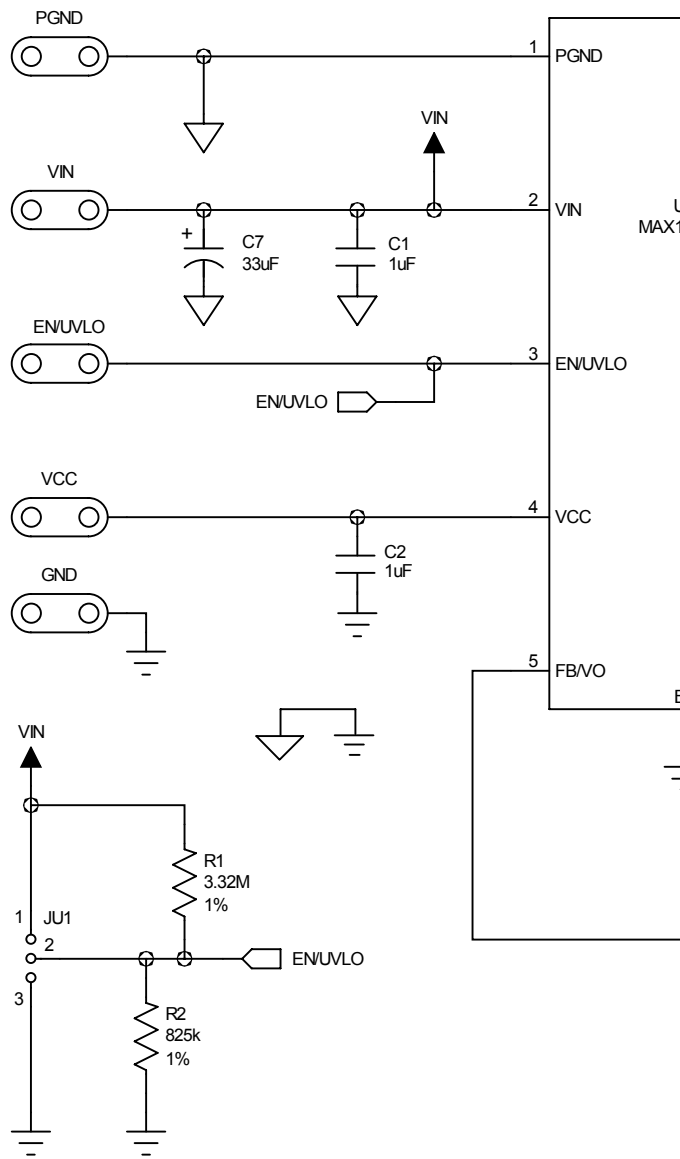 PGND
1
PGND
VIN
VIN
2
VIN
+
C7
33uF
C1
1uF
EN/UVLO
3
EN/UVLO
EN/UVLO
VCC
4
VCC
C2
1uF
GND
5
FB/VO
VIN
R1
3.32M
1%
1
JU1
2
EN/UVLO
3
R2
825k
1%